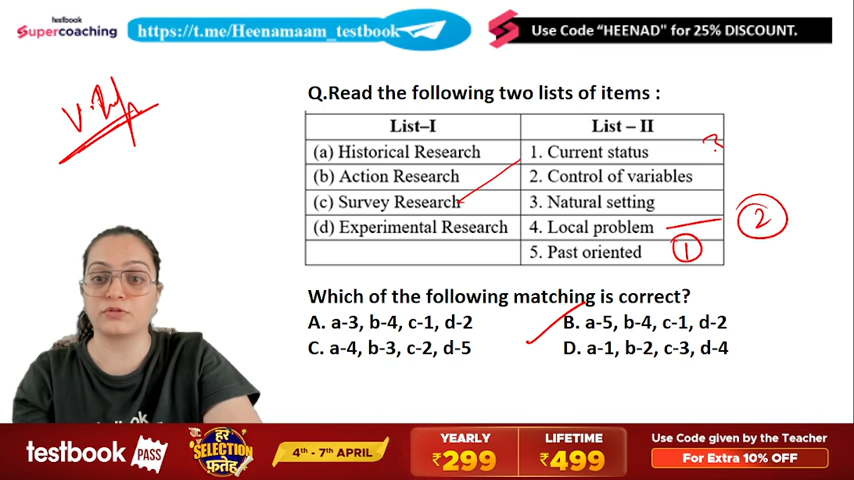 testbook
Supercoaching
https://t.me/Heenamaam_testbook
Use Code “HEENAD" for 25% DISCOUNT.
Q.Read the following two lists of items :
List–I List – II
(a) Historical Research 1. Current status
?
(b) Action Research 2. Control of variables
(c) Survey Research 3. Natural setting
(d) Experimental Research 4. Local problem
2
5. Past oriented
1
Which of the following matching is correct?
A. a-3, b-4, c-1, d-2 B. a-5, b-4, c-1, d-2
C. a-4, b-3, c-2, d-5 D. a-1, b-2, c-3, d-4
testbook PASS
हर
SELECTION
फतेह
4th - 7th APRIL
YEARLY
₹299
LIFETIME
₹499
Use Code given by the Teacher
For Extra 10% OFF